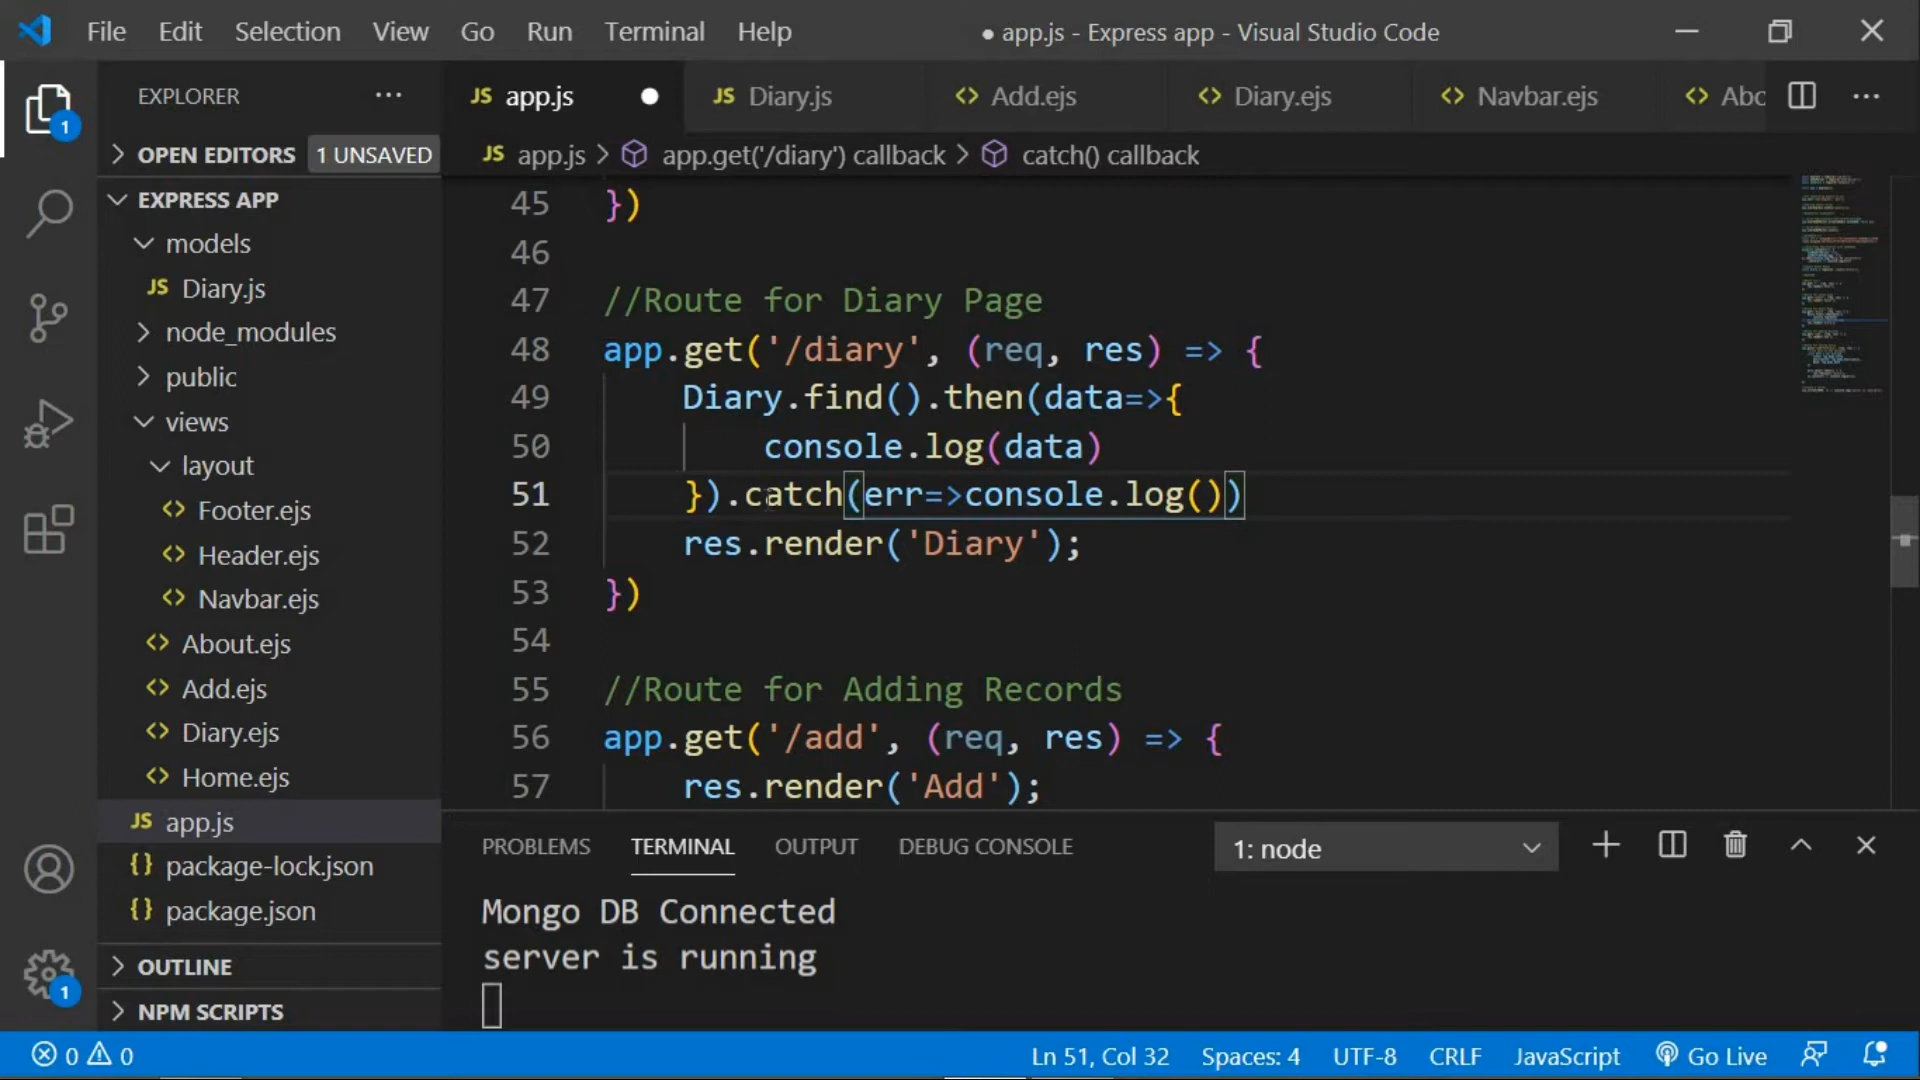 File Edit Selection View Go Run Terminal Help ● app.js - Express app - Visual Studio Code
EXPLORER ···
OPEN EDITORS 1 UNSAVED
EXPRESS APP
models
JS Diary.js
node_modules
public
views
layout
<> Footer.ejs
<> Header.ejs
<> Navbar.ejs
<> About.ejs
<> Add.ejs
<> Diary.ejs
<> Home.ejs
JS app.js
{} package-lock.json
{} package.json
OUTLINE
NPM SCRIPTS
1
1
JS app.js ● JS Diary.js <> Add.ejs <> Diary.ejs <> Navbar.ejs <> Abo ···
JS app.js > app.get('/diary') callback > catch() callback
45 })
46
47 //Route for Diary Page
48 app.get('/diary', (req, res) => {
49 Diary.find().then(data=>{
50 console.log(data)
51 }).catch(err=>console.log())
52 res.render('Diary');
53 })
54
55 //Route for Adding Records
56 app.get('/add', (req, res) => {
57 res.render('Add');
PROBLEMS TERMINAL OUTPUT DEBUG CONSOLE 1: node
Mongo DB Connected
server is running
0 0 Ln 51, Col 32 Spaces: 4 UTF-8 CRLF JavaScript Go Live